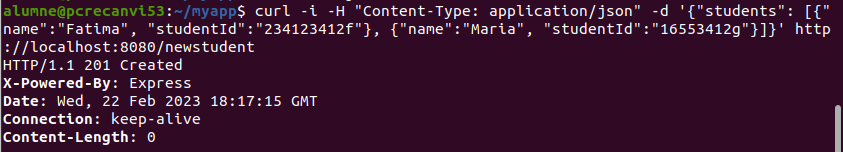 alumne@pcrecanvi53:~/myapp$ curl -i -H "Content-Type: application/json" -d '{"students": [{"
name":"Fatima", "studentId":"234123412f"}, {"name":"Maria", "studentId":"16553412g"}]}' http
://localhost:8080/newstudent
HTTP/1.1 201 Created
X-Powered-By: Express
Date: Wed, 22 Feb 2023 18:17:15 GMT
Connection: keep-alive
Content-Length: 0